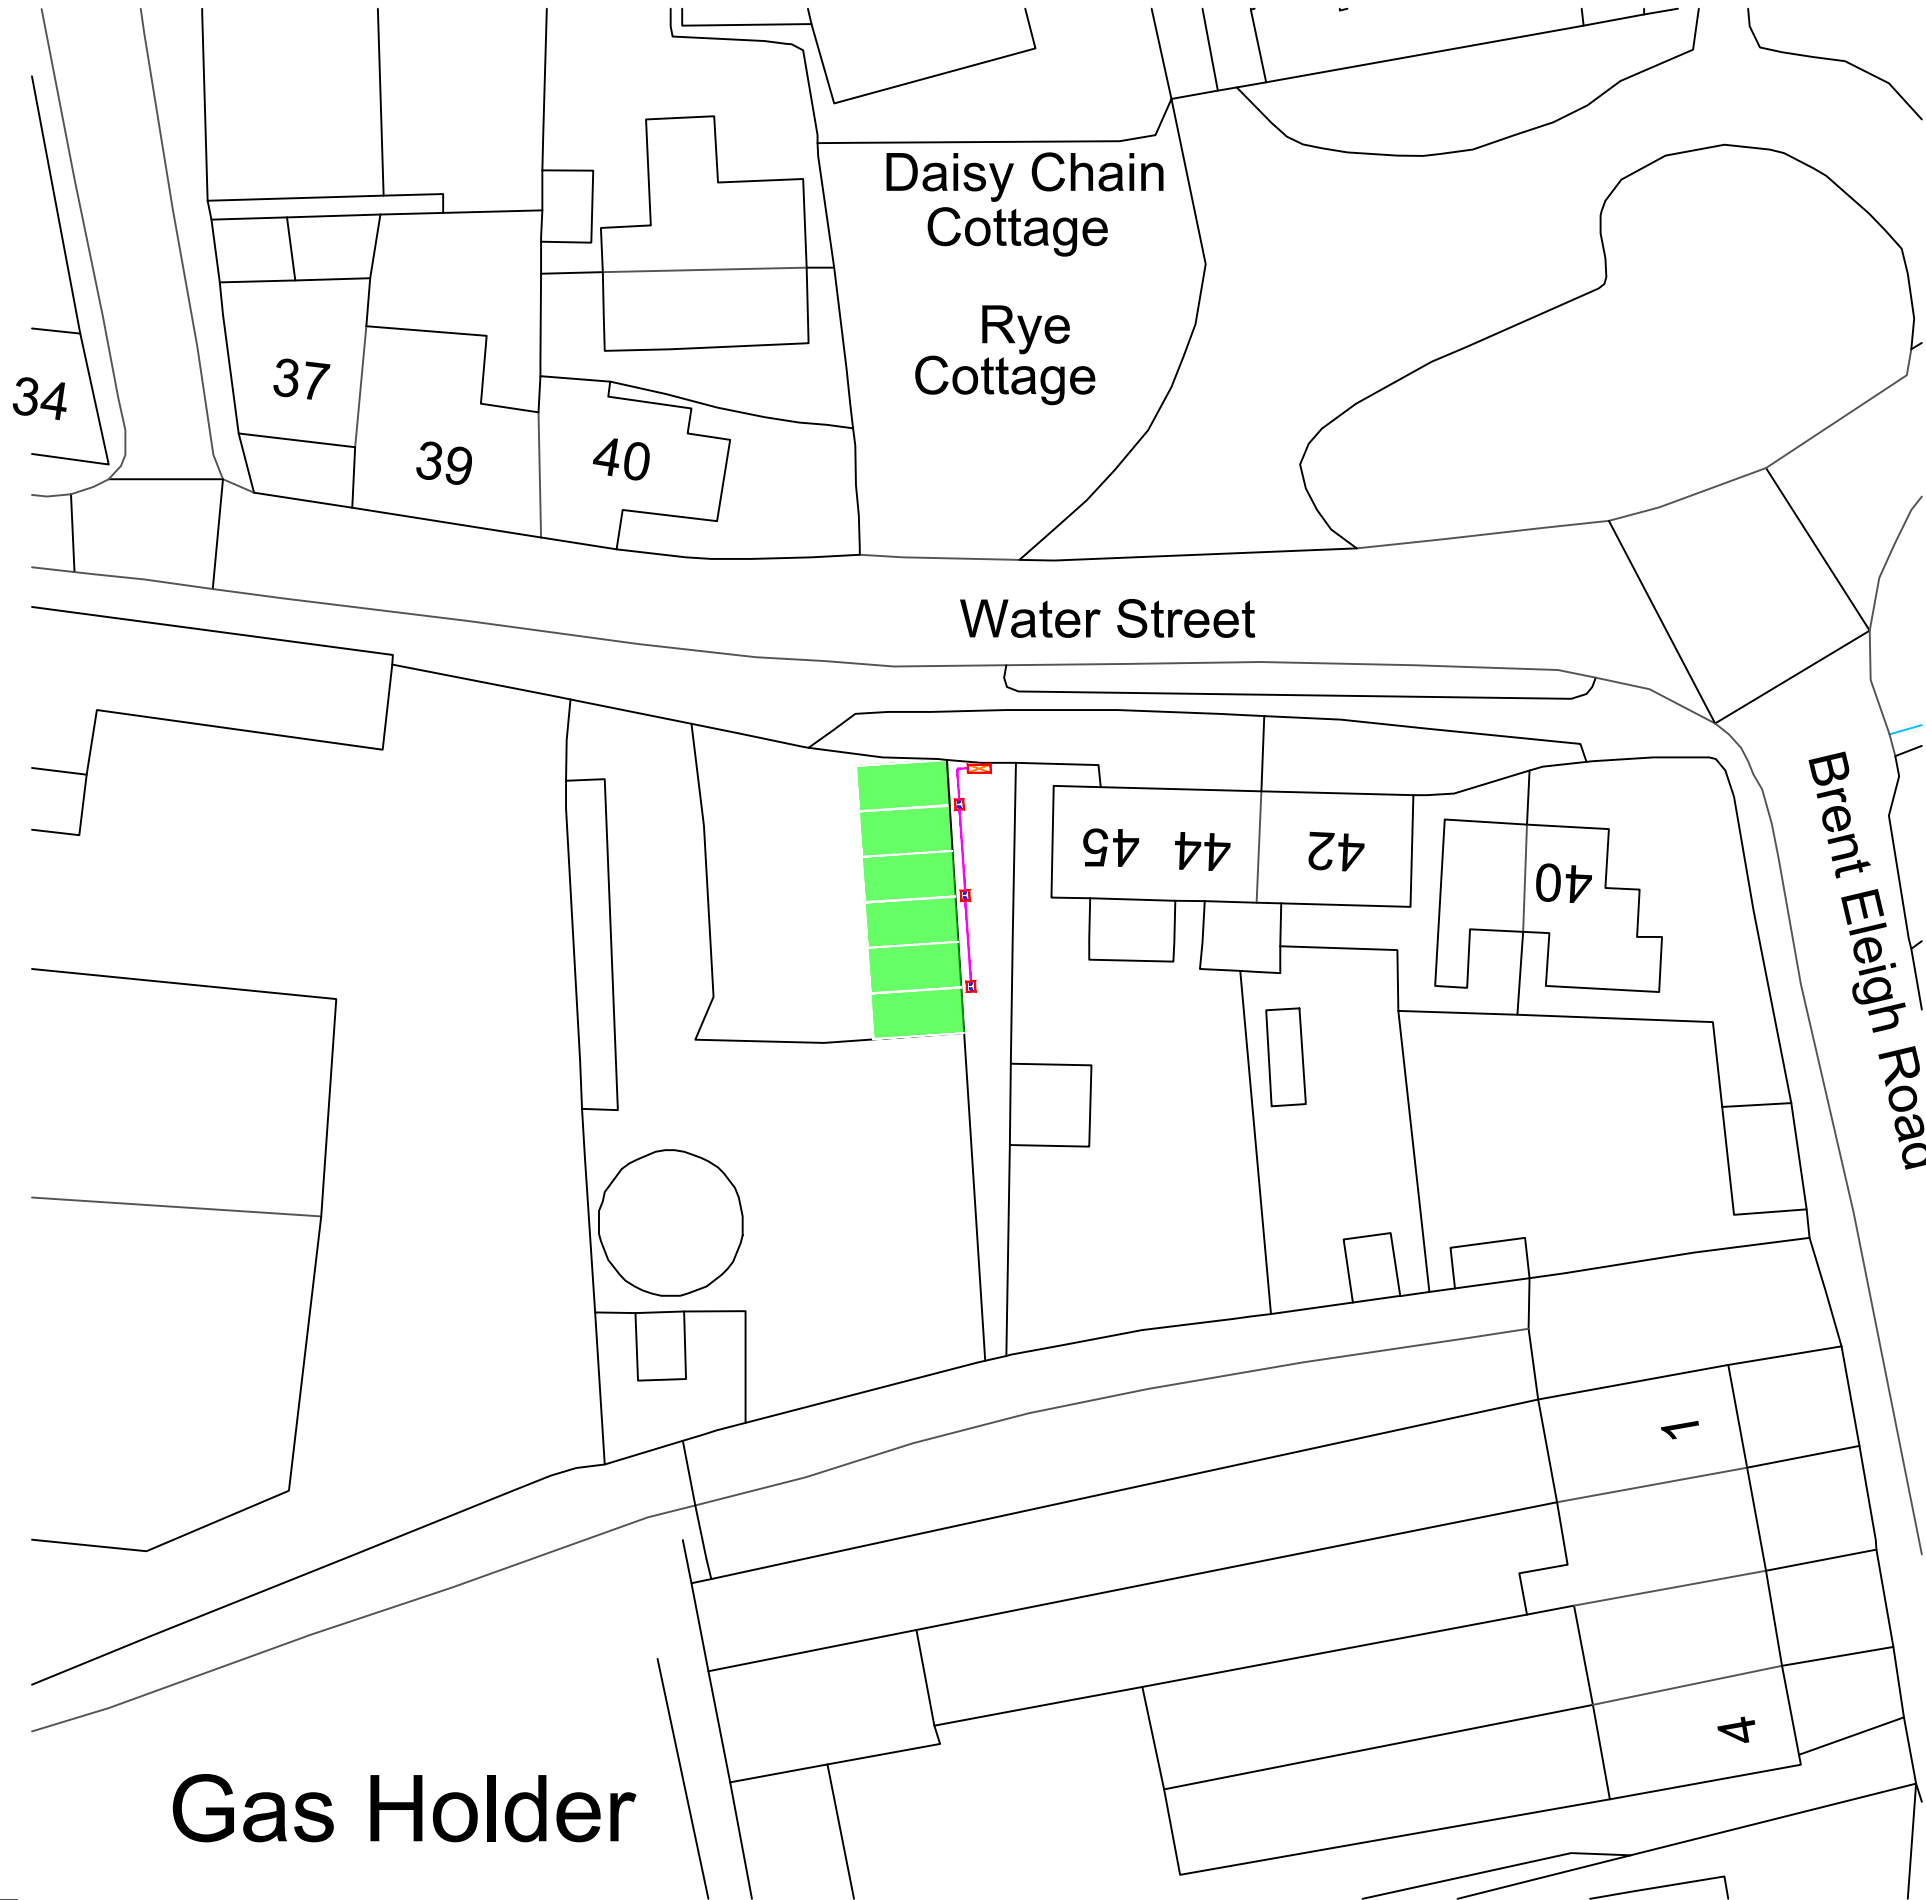 Daisy Chain
Cottage
Rye
Cottage
34
37
39
40
Water Street
45
44
42
40
Brent Eleigh Road
1
4
Gas Holder